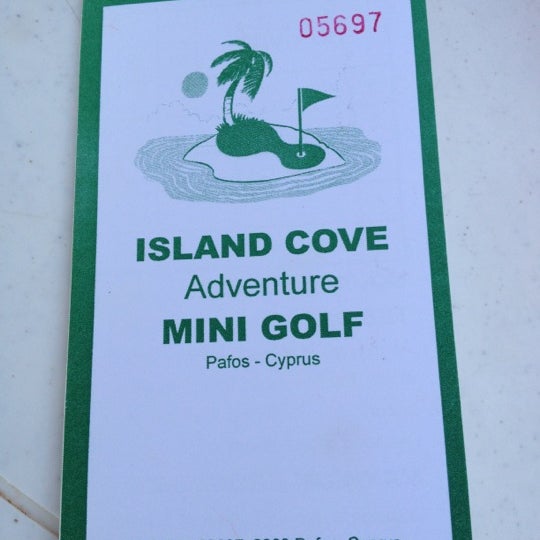 05697
ISLAND COVE
Adventure
MINI GOLF
Pafos - Cyprus